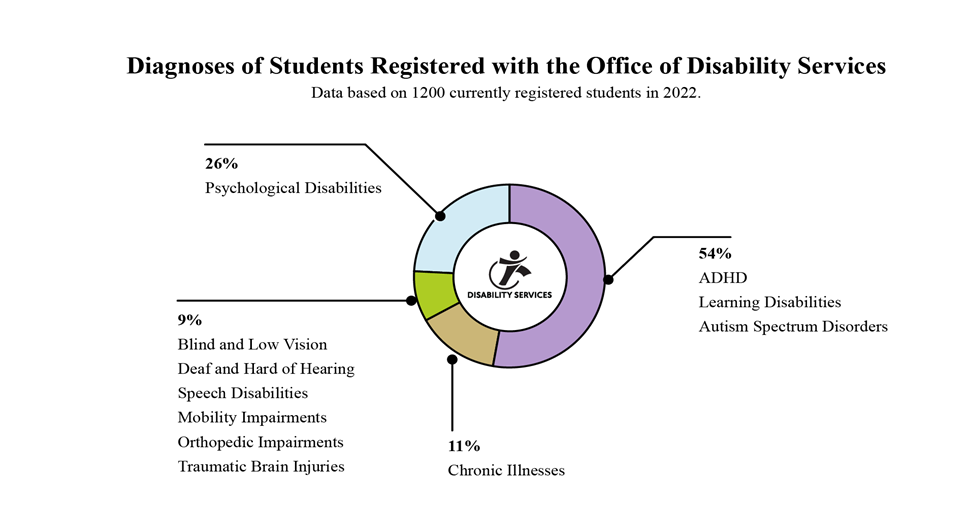 Diagnoses of Students Registered with the Office of Disability Services
Data based on 1200 currently registered students in 2022.
26%
Psychological Disabilities
54%
ADHD
Learning Disabilities
Autism Spectrum Disorders
DISABILITY SERVICES
9%
Blind and Low Vision
Deaf and Hard of Hearing
Speech Disabilities
Mobility Impairments
Orthopedic Impairments
Traumatic Brain Injuries
11%
Chronic Illnesses